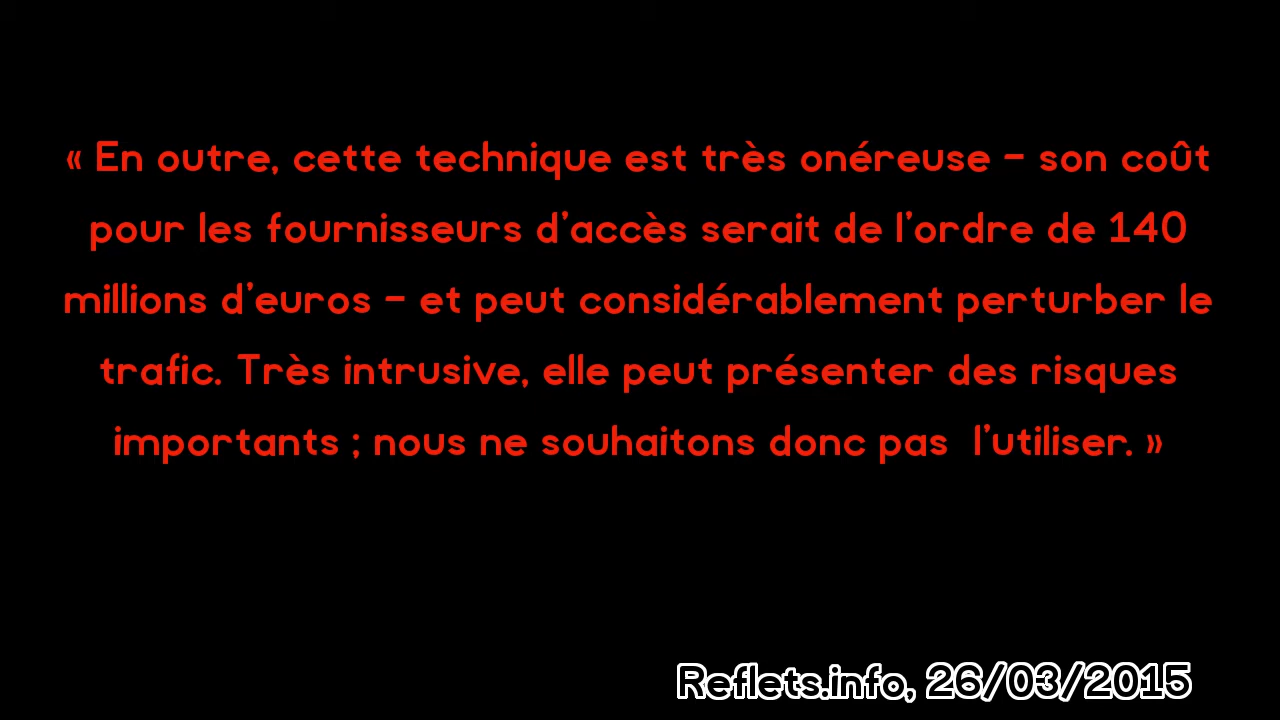 « En outre, cette technique est très onéreuse – son coût
pour les fournisseurs d’accès serait de l’ordre de 140
millions d’euros – et peut considérablement perturber le
trafic. Très intrusive, elle peut présenter des risques
importants ; nous ne souhaitons donc pas  l’utiliser. »
Reflets.info, 26/03/2015